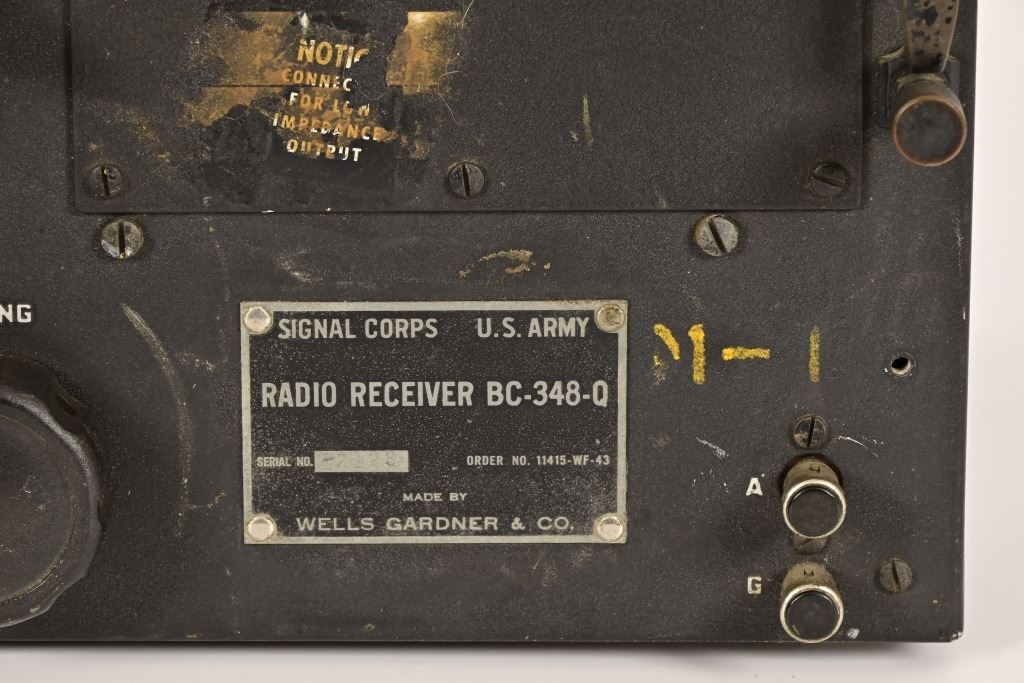 NOTIC
CONNEC
FOR LOW
IMPEDANCE
OUTPUT
NG
SIGNAL CORPS U.S. ARMY
RADIO RECEIVER BC-348-Q
SERIAL NO.
ORDER NO. 11415-WF-43
MADE BY
WELLS GARDNER & CO.
M-1
A
G